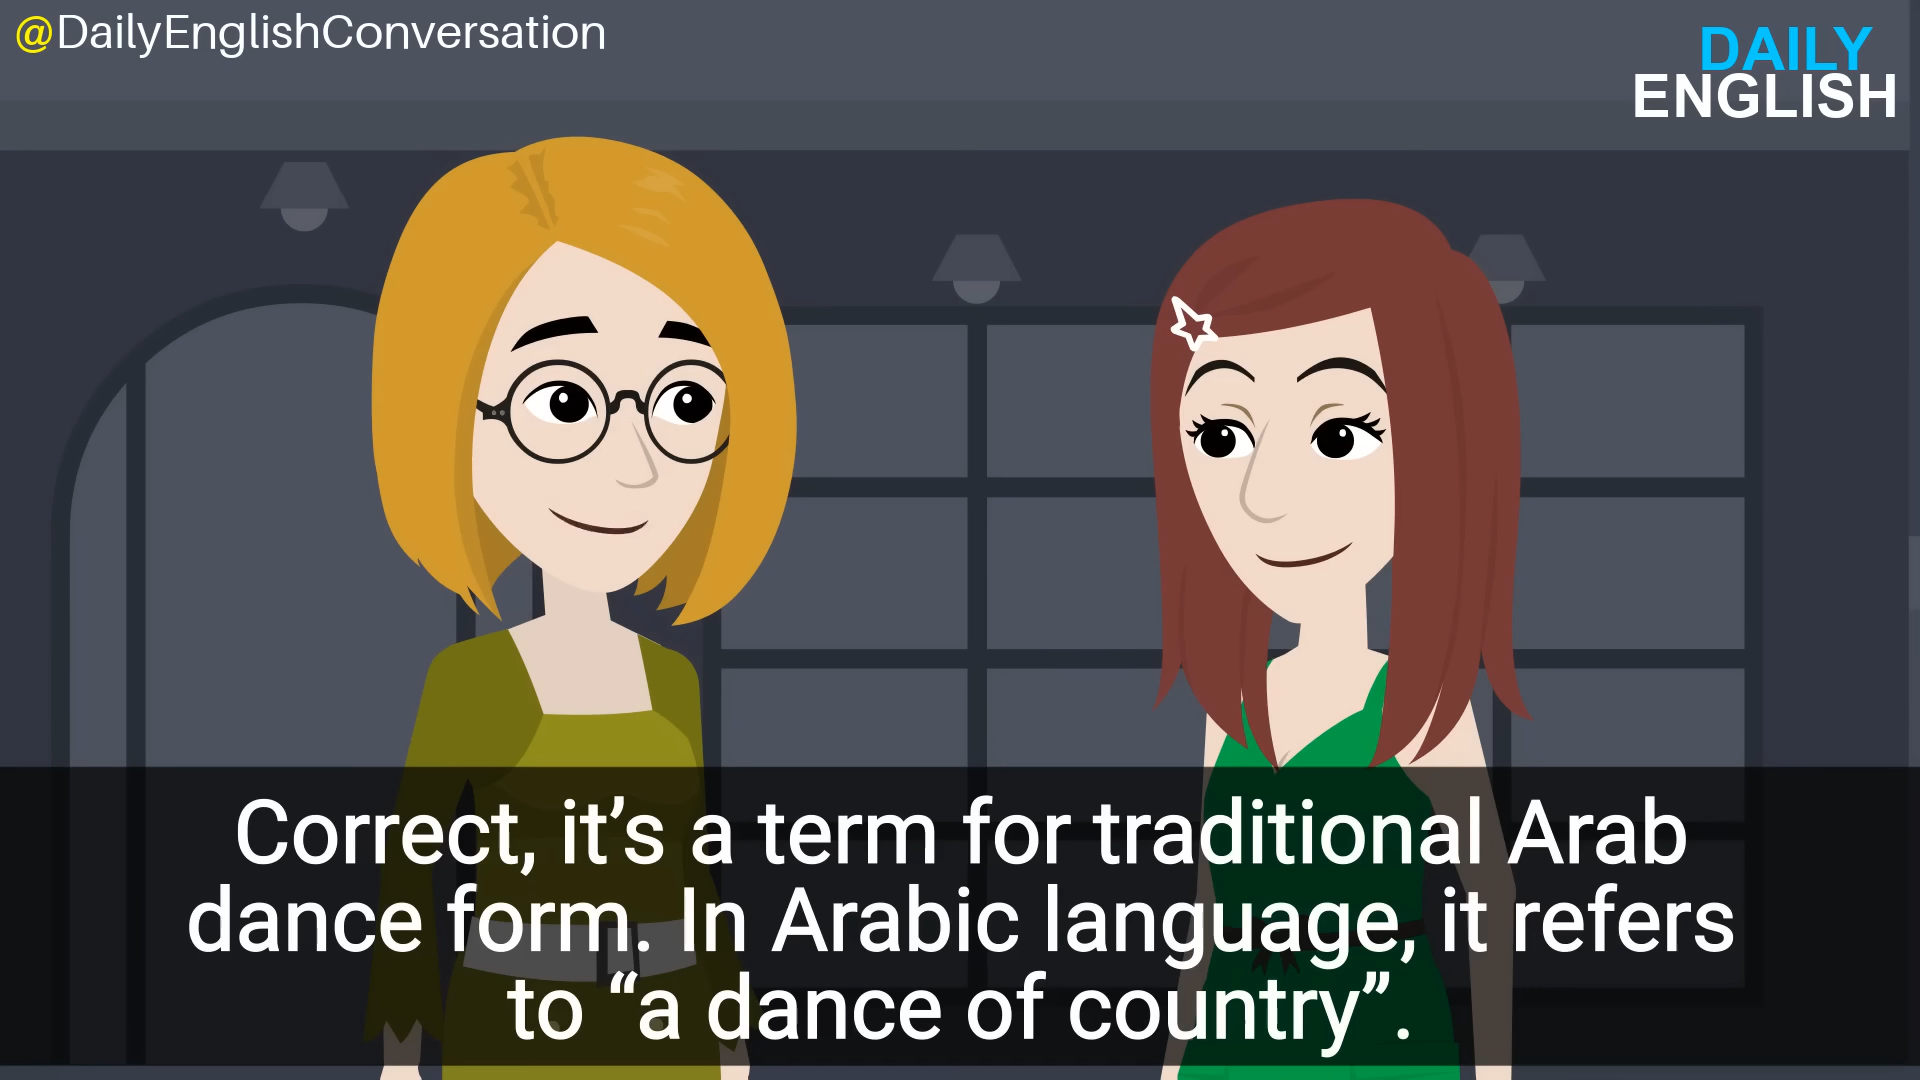 @DailyEnglishConversation
DAILY
ENGLISH
Correct, it’s a term for traditional Arab
dance form. In Arabic language, it refers
to “a dance of country”.